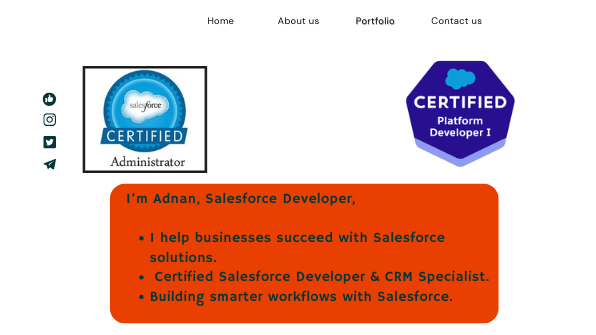 Home About us Portfolio Contact us
salesforce
CERTIFIED
Administrator
CERTIFIED
Platform
Developer I
I'm Adnan, Salesforce Developer,
• I help businesses succeed with Salesforce
solutions.
• Certified Salesforce Developer & CRM Specialist.
• Building smarter workflows with Salesforce.